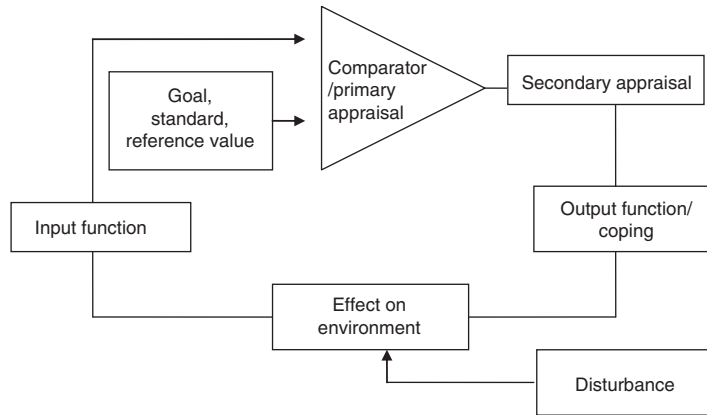 Comparator
/primary
appraisal
Secondary appraisal
Goal,
standard,
reference value
Input function
Output function/
coping
Effect on
environment
Disturbance